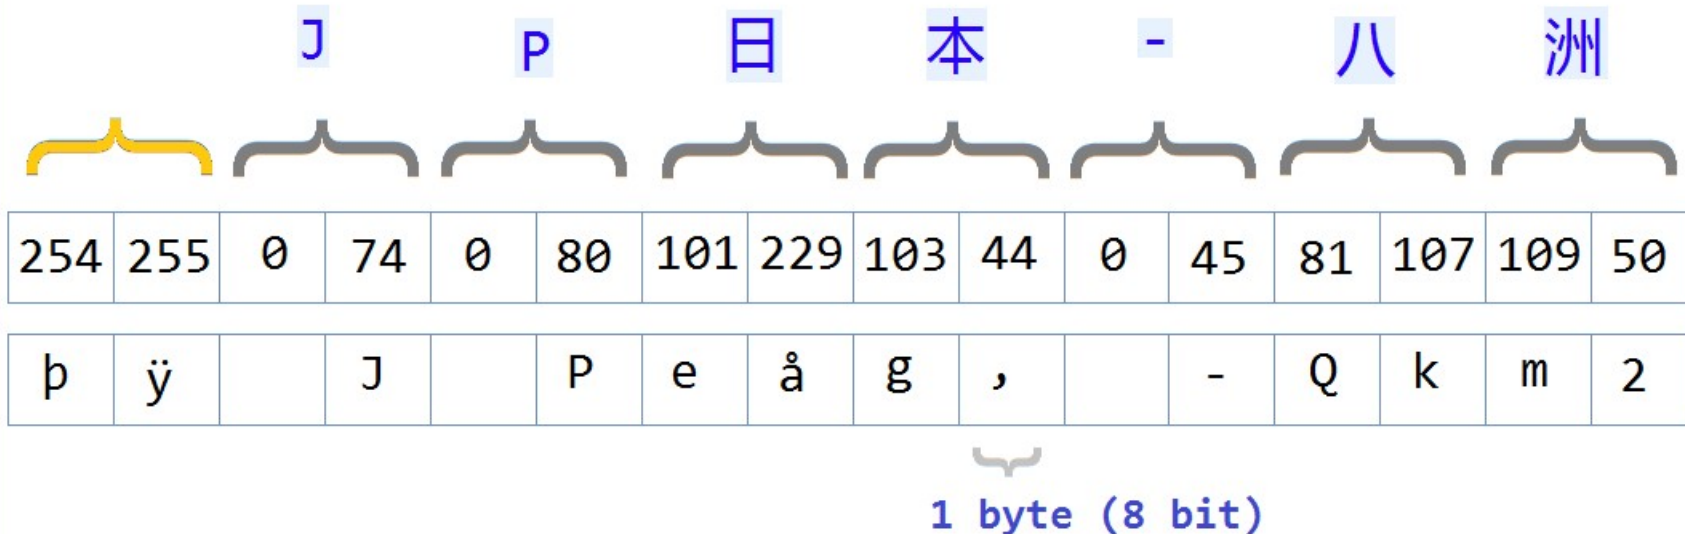 J P 日 本 - 八 洲
254 255 0 74 0 80 101 229 103 44 0 45 81 107 109 50
þ ÿ J P e å g , - Q k m 2
1 byte (8 bit)